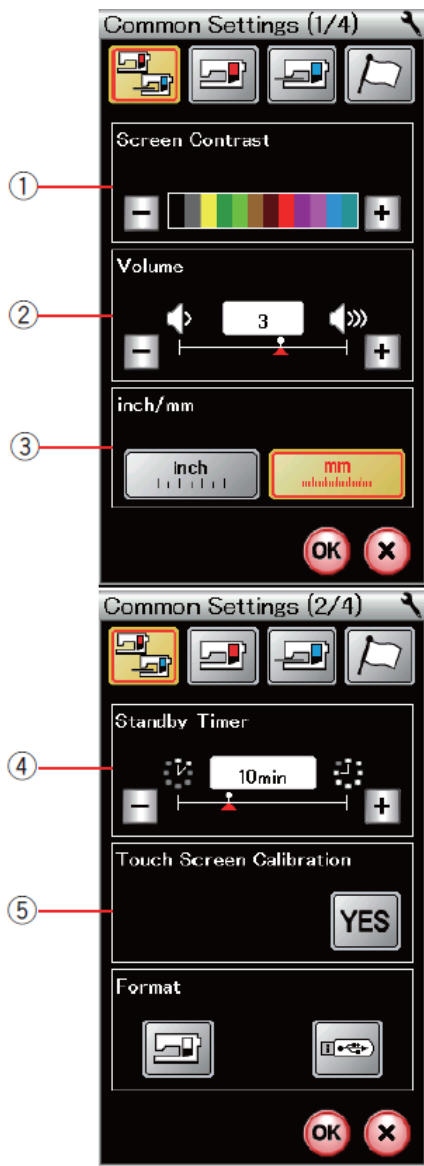 Common Settings (1/4)
Screen Contrast
①
− +
Volume
②
3
− +
inch/mm
③
inch mm
OK ×
Common Settings (2/4)
Standby Timer
④
10min
− +
Touch Screen Calibration
⑤
YES
Format
OK ×